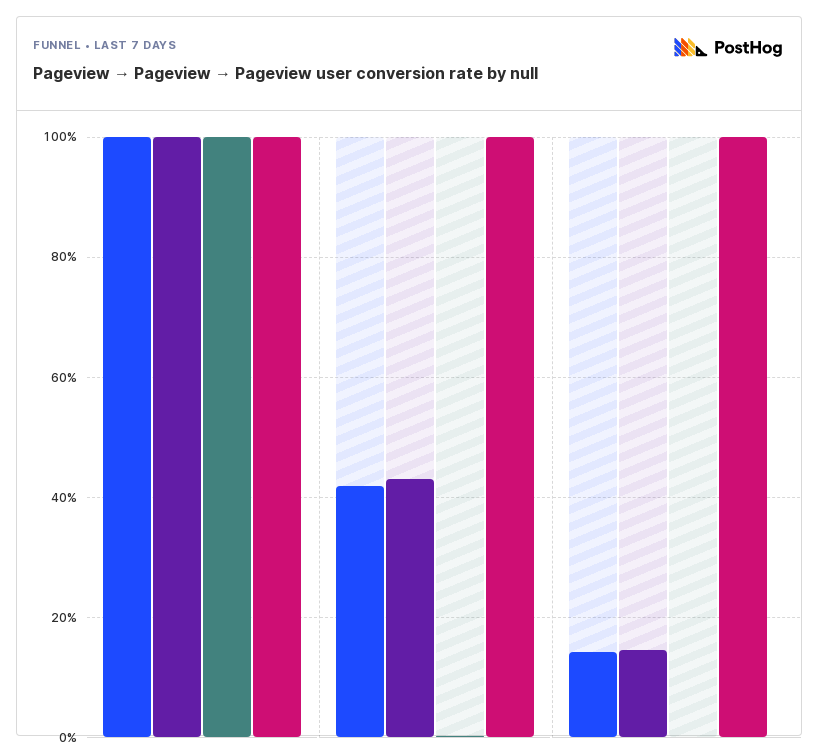 FUNNEL • LAST 7 DAYS
PostHog
Pageview → Pageview → Pageview user conversion rate by null
100%
80%
60%
40%
20%
0%